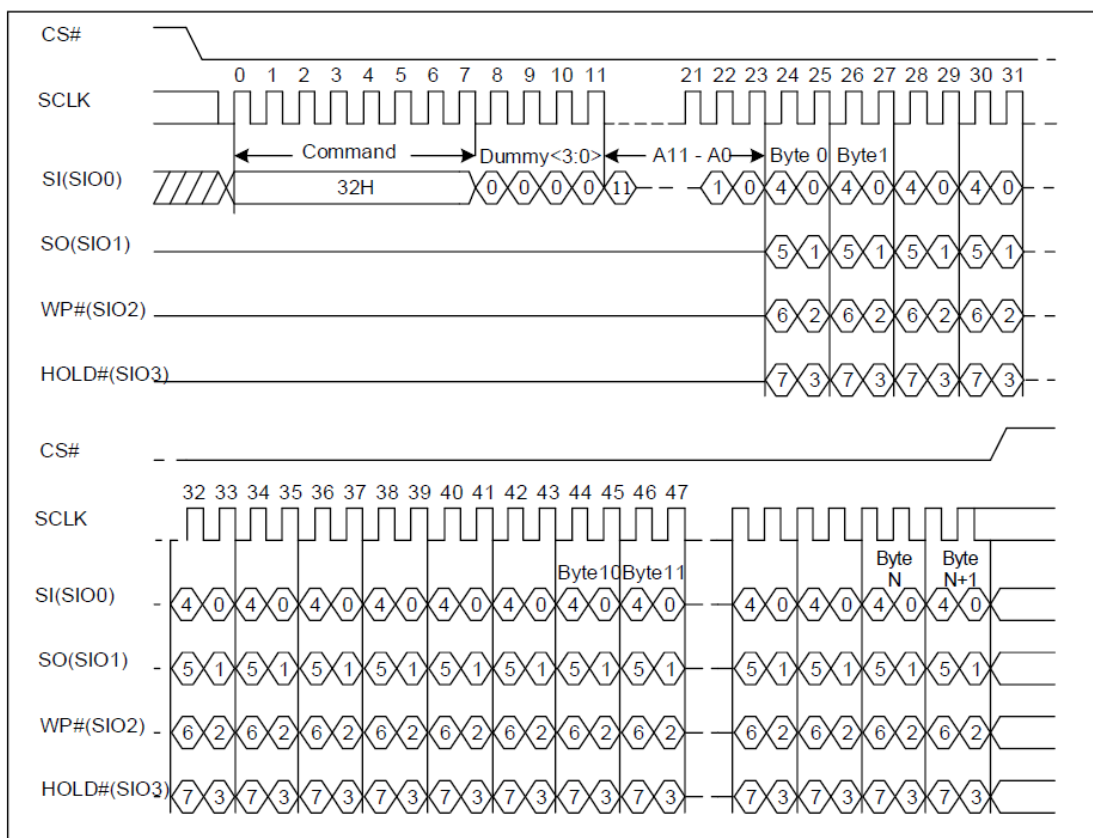 CS#
0 1 2 3 4 5 6 7 8 9 10 11 21 22 23 24 25 26 27 28 29 30 31
SCLK
Command Dummy<3:0> A11 - A0 Byte 0 Byte1
SI(SIO0) 32H 0 0 0 0 11 1 0 4 0 4 0 4 0 4 0
SO(SIO1) 5 1 5 1 5 1 5 1
WP#(SIO2) 6 2 6 2 6 2 6 2
HOLD#(SIO3) 7 3 7 3 7 3 7 3
CS#
32 33 34 35 36 37 38 39 40 41 42 43 44 45 46 47
SCLK
Byte10 Byte11 Byte N Byte N+1
SI(SIO0) 4 0 4 0 4 0 4 0 4 0 4 0 4 0 4 0 4 0 4 0 4 0 4 0
SO(SIO1) 5 1 5 1 5 1 5 1 5 1 5 1 5 1 5 1 5 1 5 1 5 1 5 1
WP#(SIO2) 6 2 6 2 6 2 6 2 6 2 6 2 6 2 6 2 6 2 6 2 6 2 6 2
HOLD#(SIO3) 7 3 7 3 7 3 7 3 7 3 7 3 7 3 7 3 7 3 7 3 7 3 7 3